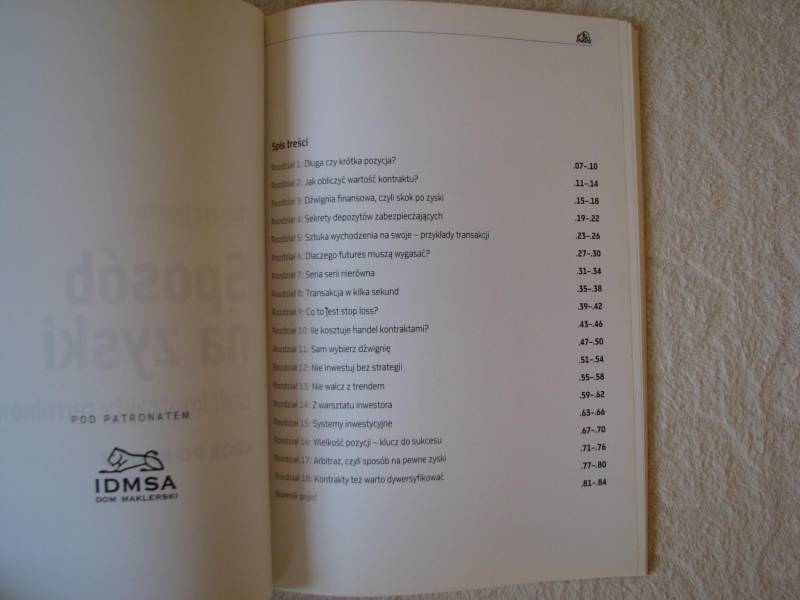 Sposób
na zyski
POD PATRONATEM
IDMSA
DOM MAKLERSKI
Spis treści
Rozdział 1: Długa czy krótka pozycja? .07–.10
Rozdział 2: Jak obliczyć wartość kontraktu? .11–.14
Rozdział 3: Dźwignia finansowa, czyli skok po zyski .15–.18
Rozdział 4: Sekrety depozytów zabezpieczających .19–.22
Rozdział 5: Sztuka wychodzenia na swoje – przykłady transakcji .23–.26
Rozdział 6: Dlaczego futures muszą wygasać? .27–.30
Rozdział 7: Seria serii nierówna .31–.34
Rozdział 8: Transakcja w kilka sekund .35–.38
Rozdział 9: Co to jest stop loss? .39–.42
Rozdział 10: Ile kosztuje handel kontraktami? .43–.46
Rozdział 11: Sam wybierz dźwignię .47–.50
Rozdział 12: Nie inwestuj bez strategii .51–.54
Rozdział 13: Nie walcz z trendem .55–.58
Rozdział 14: Z warsztatu inwestora .59–.62
Rozdział 15: Systemy inwestycyjne .63–.66
Rozdział 16: Wielkość pozycji – klucz do sukcesu .67–.70
Rozdział 17: Arbitraż, czyli sposób na pewne zyski .71–.76
Rozdział 18: Kontrakty też warto dywersyfikować .77–.80
Słownik pojęć .81–.84